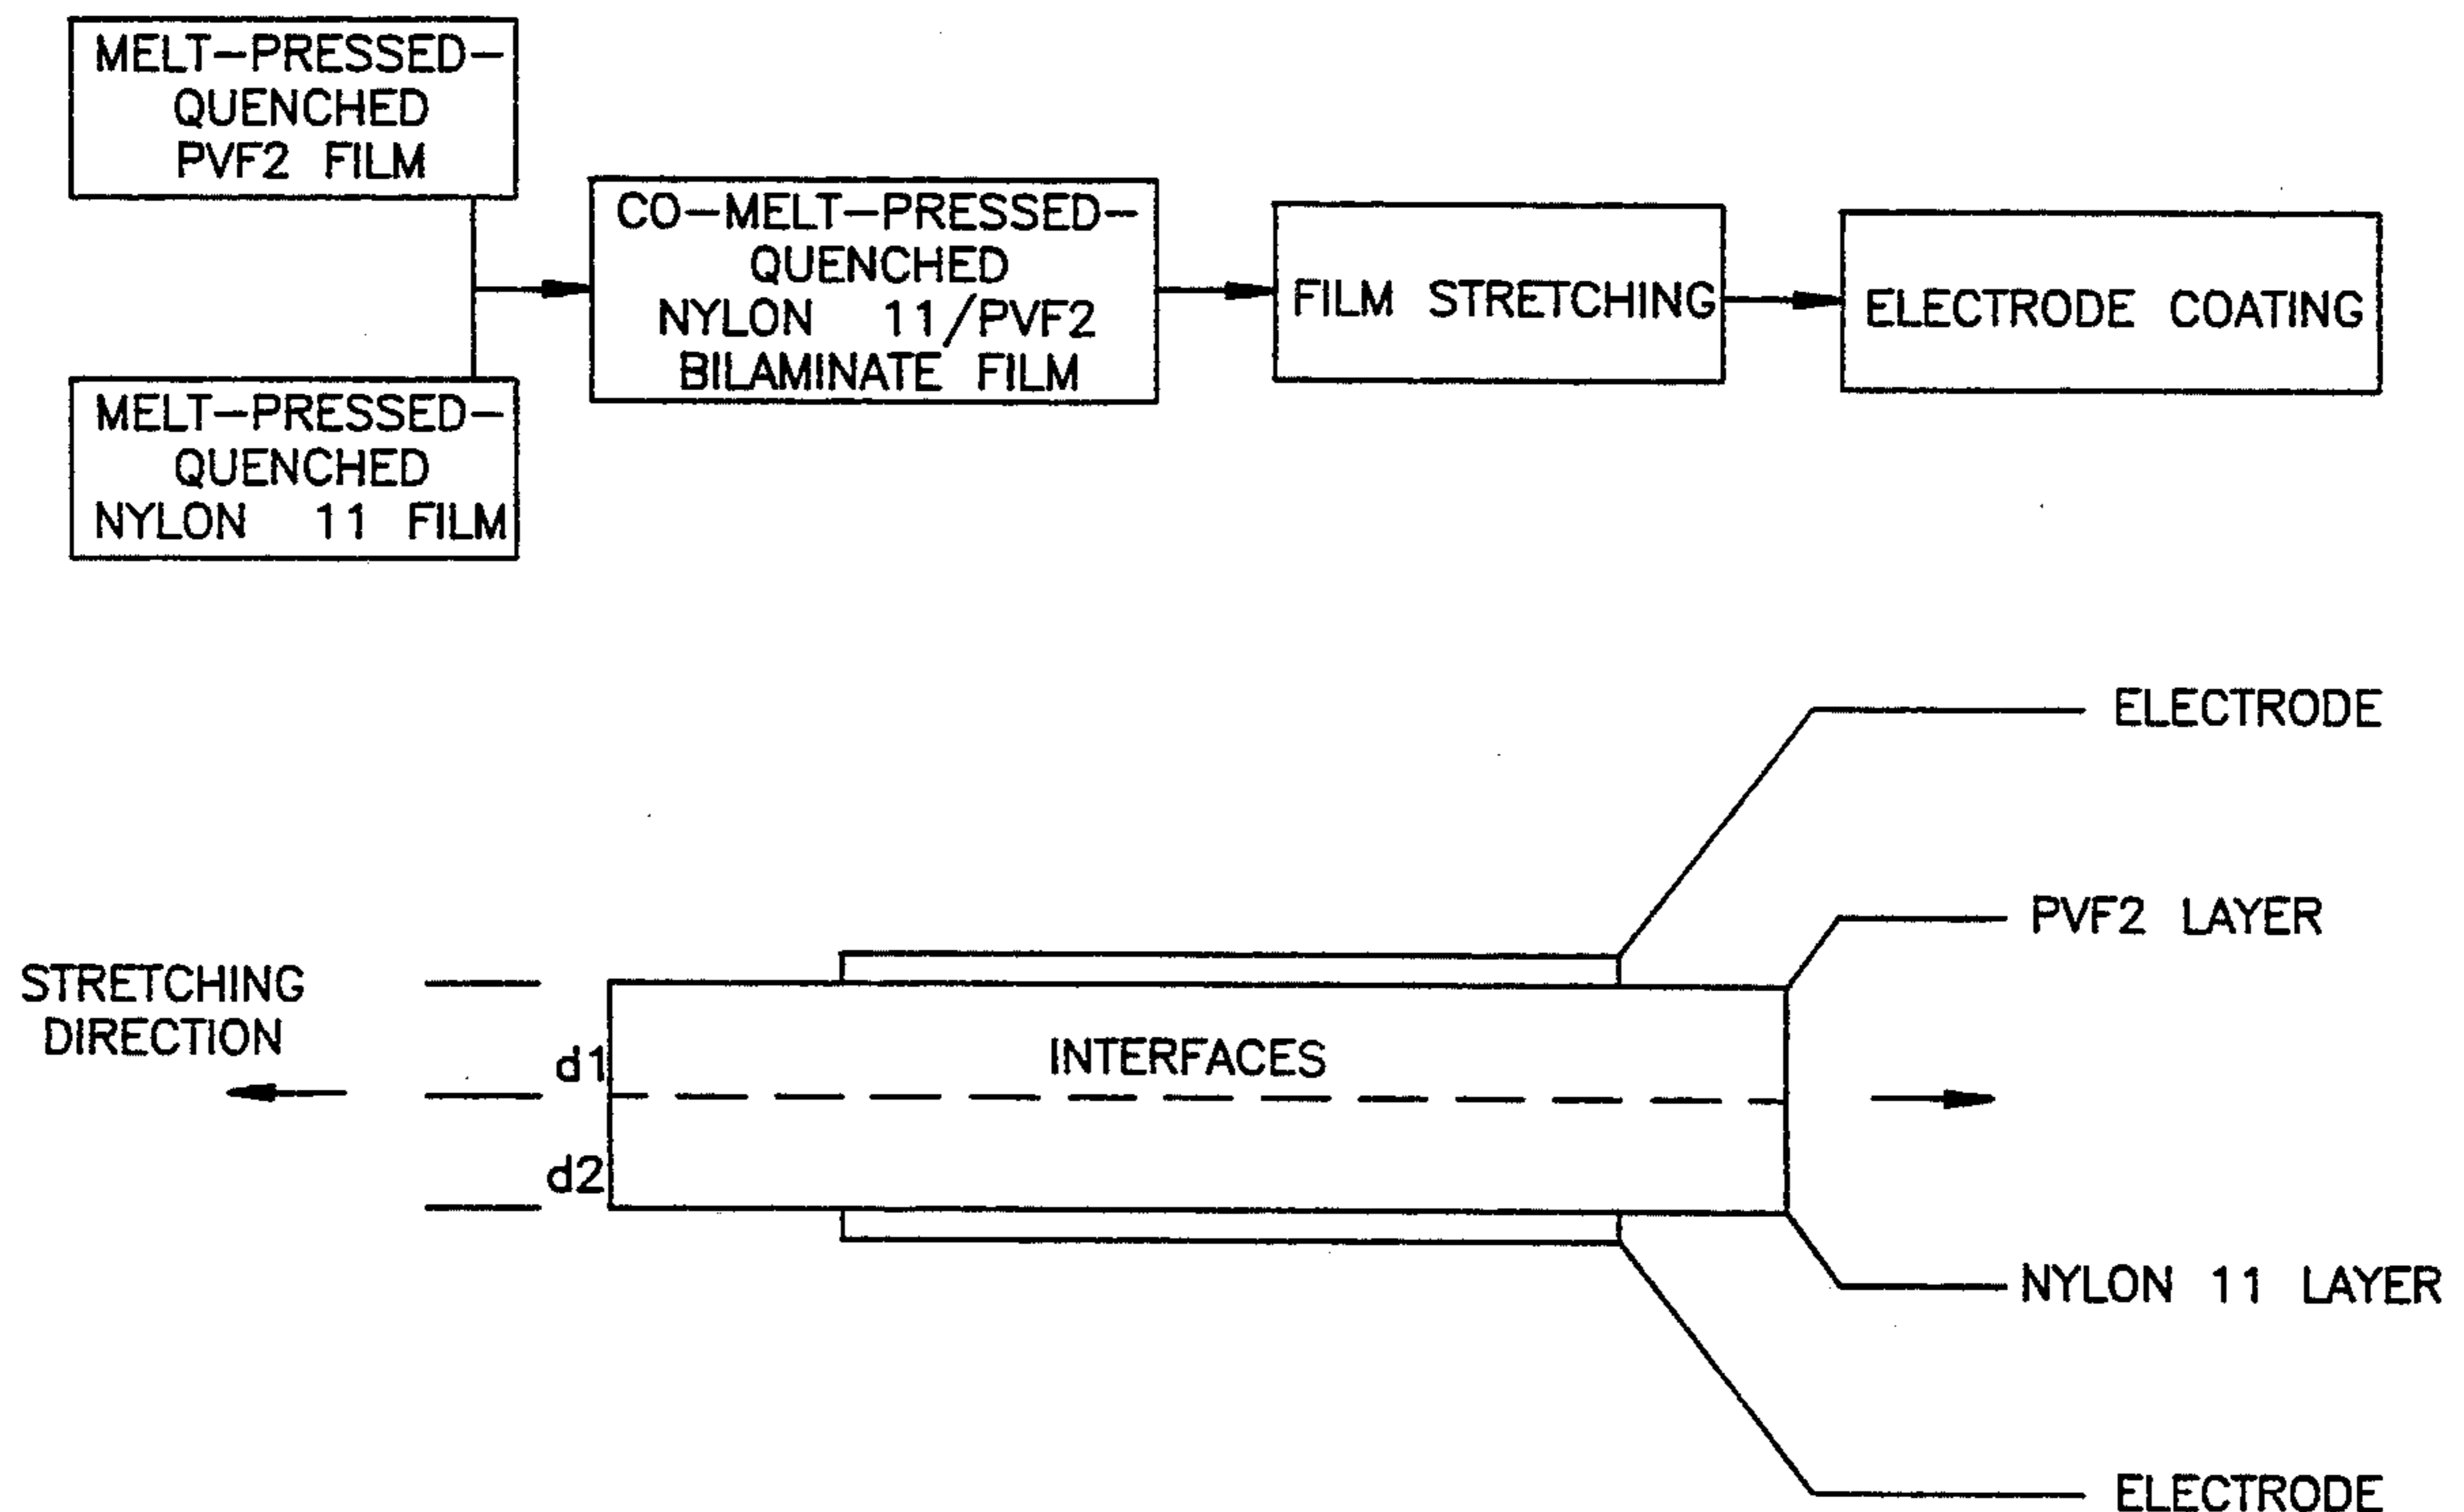 MELT-PRESSED-
QUENCHED
PVF2 FILM
MELT-PRESSED-
QUENCHED
NYLON 11 FILM
CO-MELT-PRESSED-
QUENCHED
NYLON 11/PVF2
BILAMINATE FILM
FILM STRETCHING
ELECTRODE COATING
ELECTRODE
PVF2 LAYER
STRETCHING
DIRECTION
d1
INTERFACES
d2
NYLON 11 LAYER
ELECTRODE